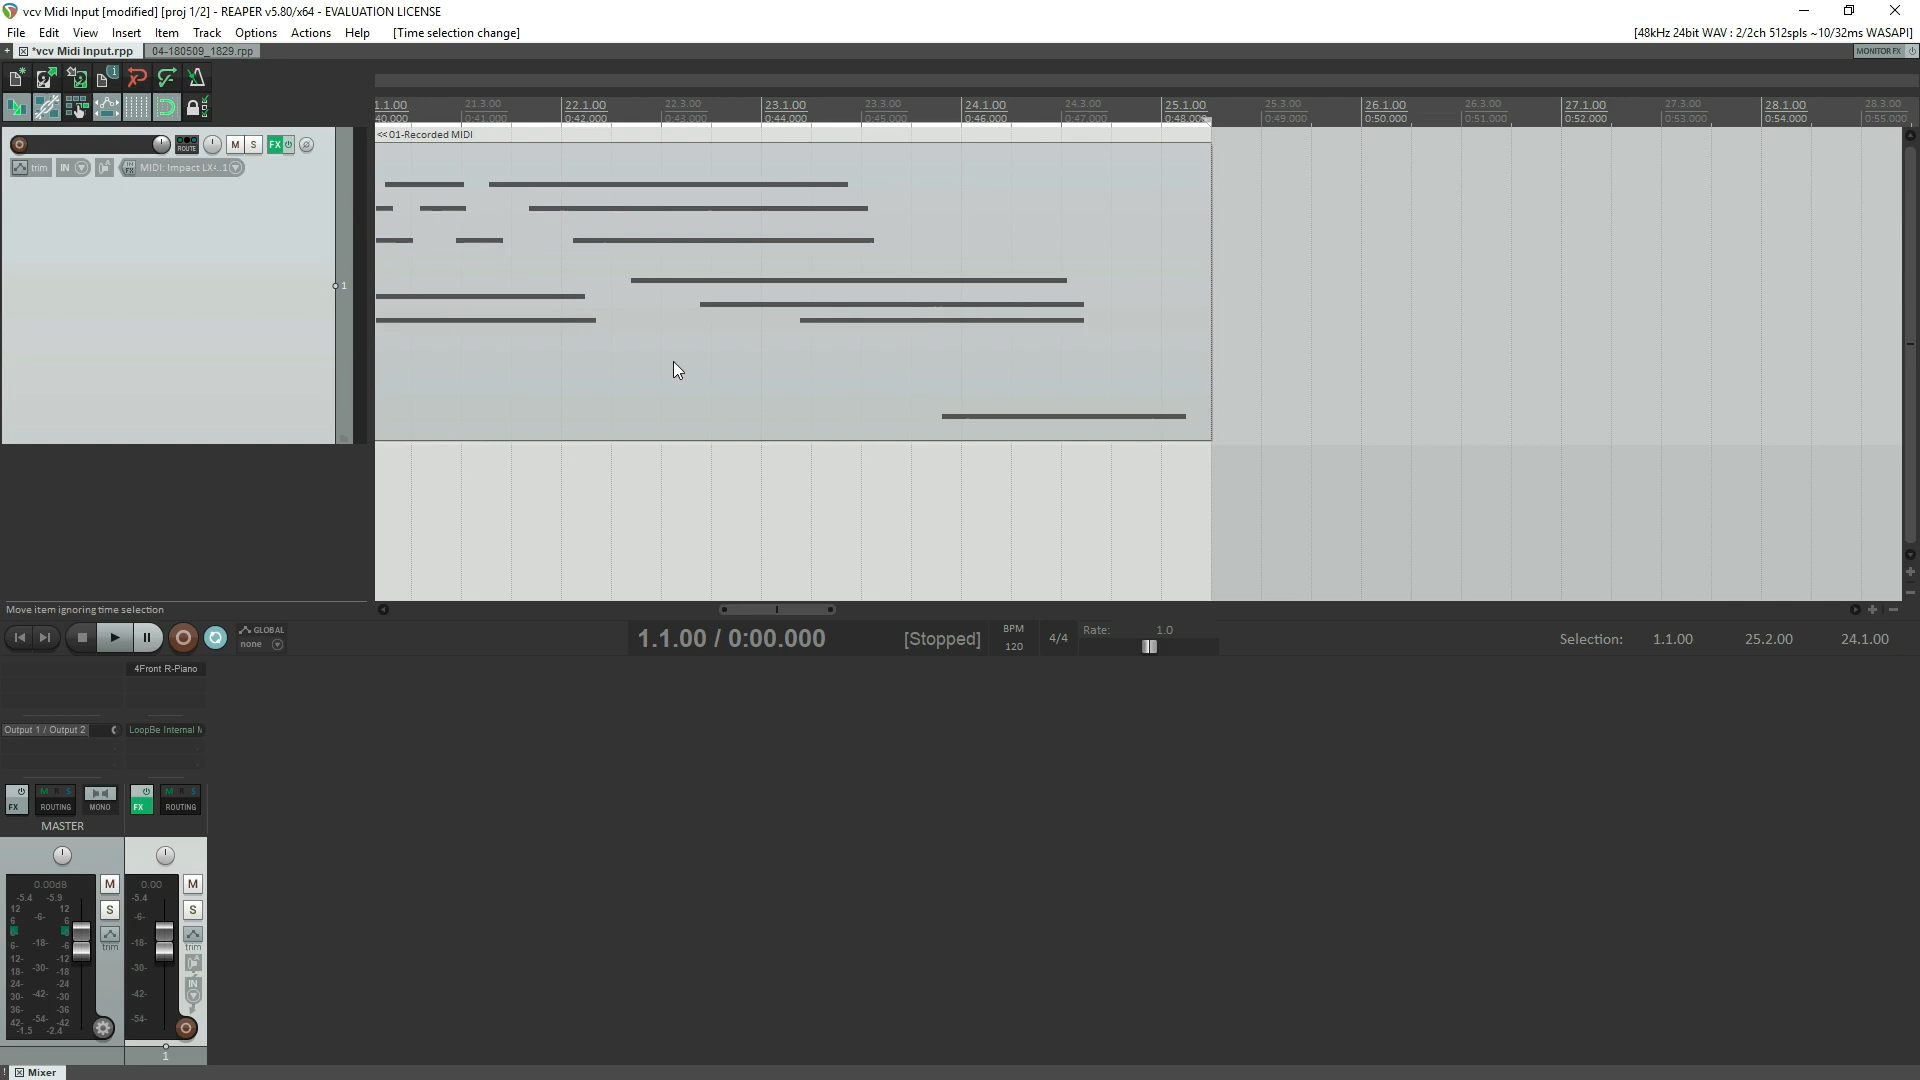 vcv Midi Input [modified] [proj 1/2] - REAPER v5.80/x64 - EVALUATION LICENSE
File Edit View Insert Item Track Options Actions Help [Time selection change]
[48kHz 24bit WAV : 2/2ch 512spls ~10/32ms WASAPI]
*vcv Midi Input.rpp 04-180509_1829.rpp
MONITOR FX
1.1.00 21.3.00 22.1.00 22.3.00 23.1.00 23.3.00 24.1.00 24.3.00 25.1.00 25.3.00 26.1.00 26.3.00 27.1.00 27.3.00 28.1.00 28.3.00
40.000 0:41.000 0:42.000 0:43.000 0:44.000 0:45.000 0:46.000 0:47.000 0:48.000 0:49.000 0:50.000 0:51.000 0:52.000 0:53.000 0:54.000 0:55.000
<< 01-Recorded MIDI
ROUTE M S FX
trim IN IN FX MIDI: Impact LX‹..1
1
Move item ignoring time selection
GLOBAL
none
1.1.00 / 0:00.000 [Stopped]
BPM
120
4/4
Rate: 1.0
Selection: 1.1.00 25.2.00 24.1.00
4Front R-Piano
Output 1 / Output 2 LoopBe Internal M
FX M R S ROUTING MONO FX M R S ROUTING
MASTER
0.00dB 0.00
-5.4 -5.9 -5.4
M M
S S
trim trim
12 12
6 -6- 6 -6-
0 0
6- -18- -6 -18-
12- -12
18- -30- -18 -30-
24- -24
30- -42- -30 -42-
36- -36
42- -54- -42 -54-
-1.5 -2.4
IN
1
Mixer